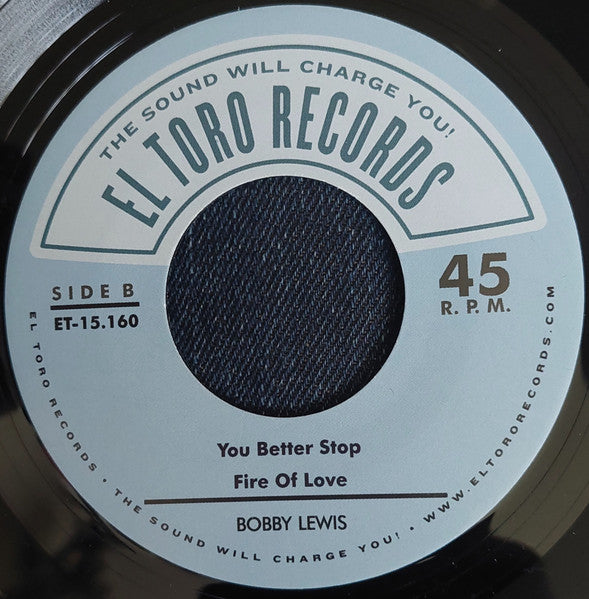 THE SOUND WILL CHARGE YOU!
EL TORO RECORDS
SIDE B
ET-15.160
45
R. P. M.
You Better Stop
Fire Of Love
BOBBY LEWIS
EL TORO RECORDS • THE SOUND WILL CHARGE YOU! • WWW.ELTORORECORDS.COM